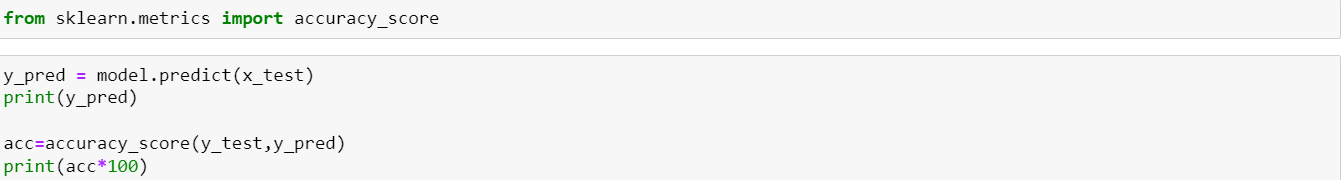 from sklearn.metrics import accuracy_score
y_pred = model.predict(x_test)
print(y_pred)
acc=accuracy_score(y_test,y_pred)
print(acc*100)